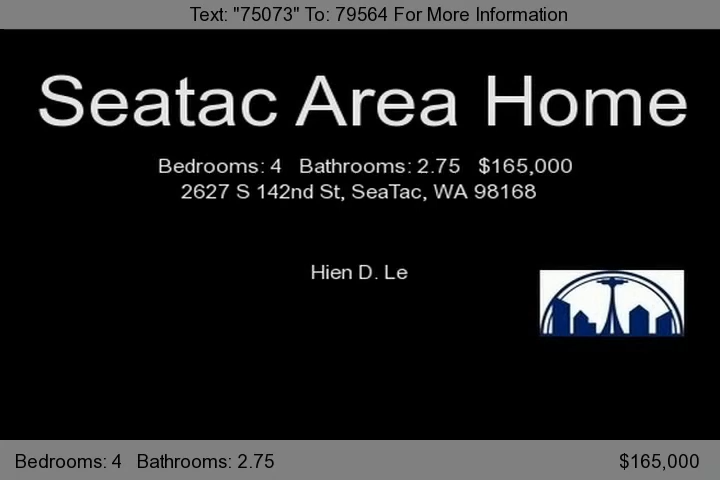 Text: "75073" To: 79564 For More Information
Seatac Area Home
Bedrooms: 4 Bathrooms: 2.75 $165,000
2627 S 142nd St, SeaTac, WA 98168
Hien D. Le
Bedrooms: 4 Bathrooms: 2.75 $165,000